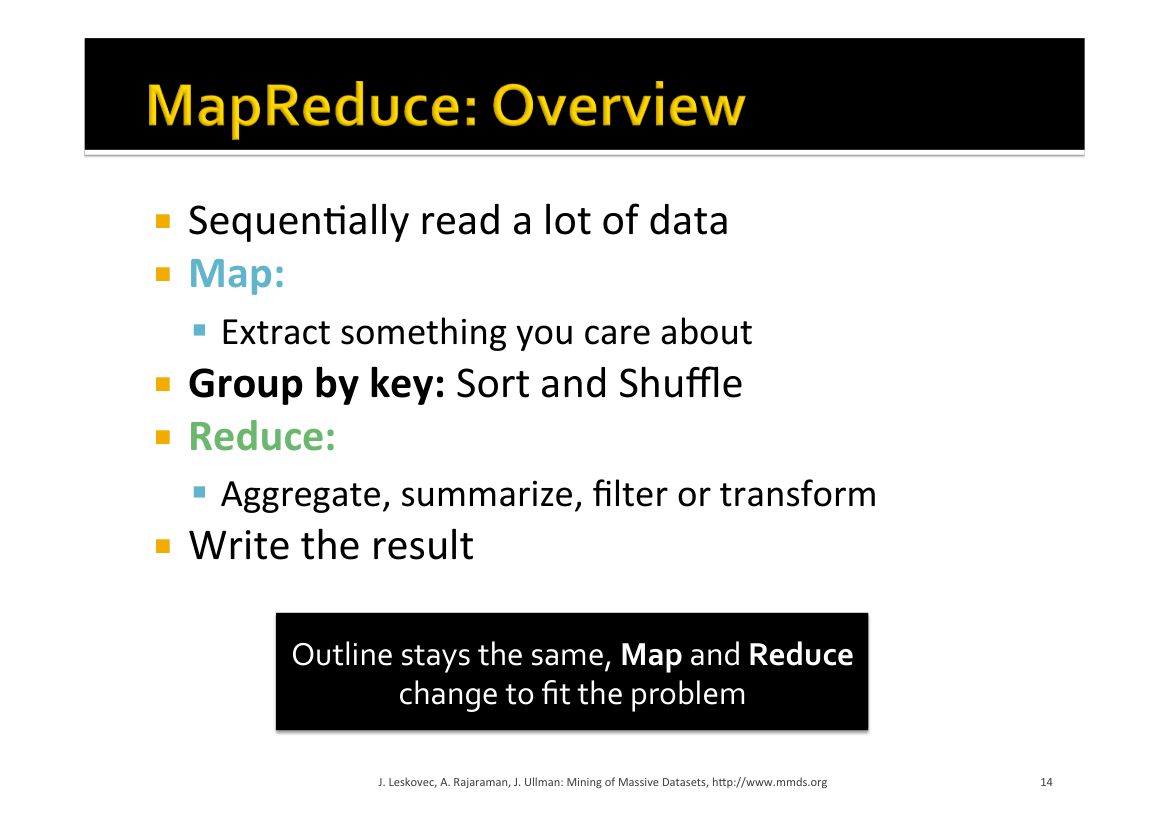 MapReduce: Overview
Sequentially read a lot of data
Map:
Extract something you care about
Group by key: Sort and Shuffle
Reduce:
Aggregate, summarize, filter or transform
Write the result
Outline stays the same, Map and Reduce
change to fit the problem
J. Leskovec, A. Rajaraman, J. Ullman: Mining of Massive Datasets, http://www.mmds.org
14